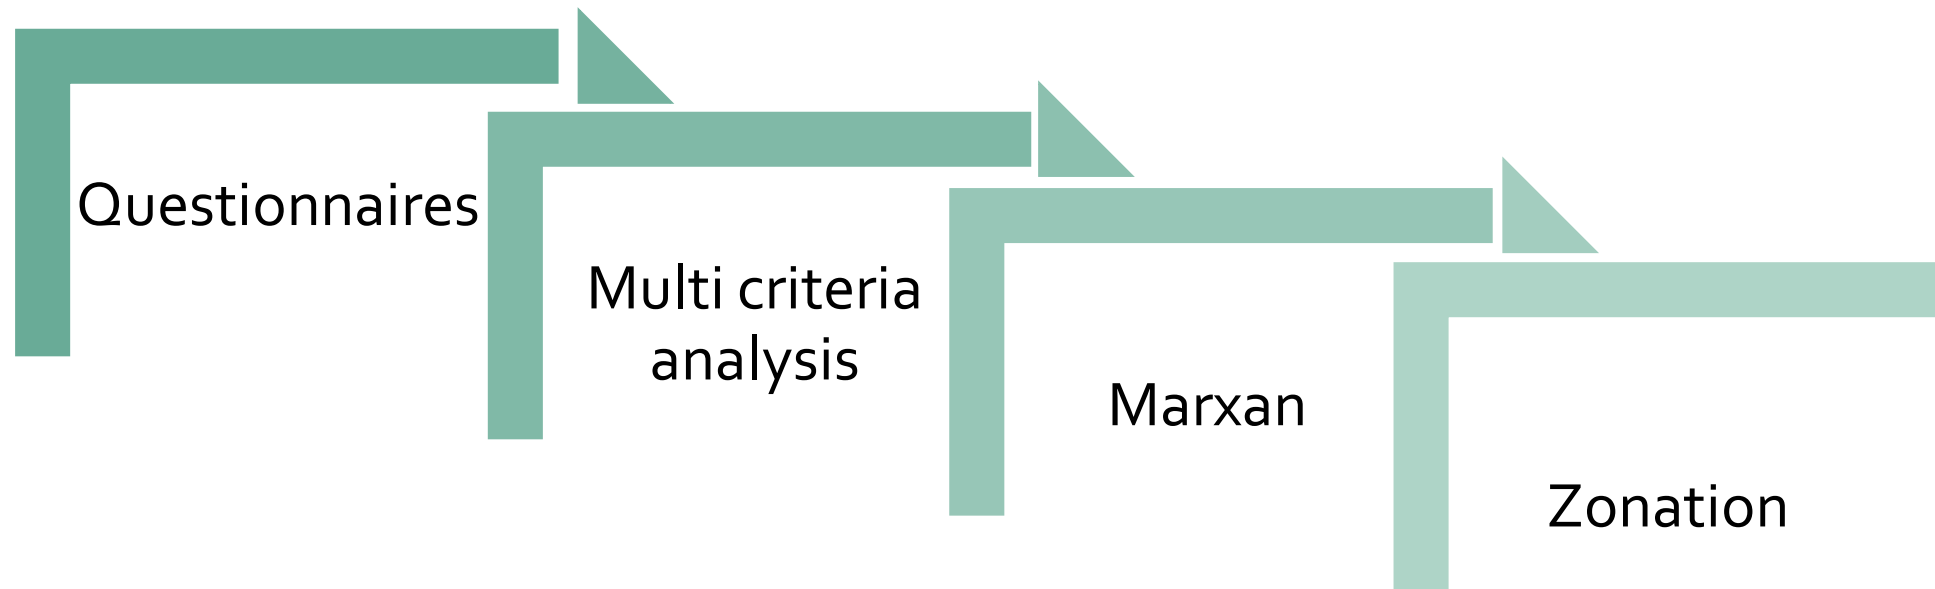 Questionnaires
Multi criteria
analysis
Marxan
Zonation